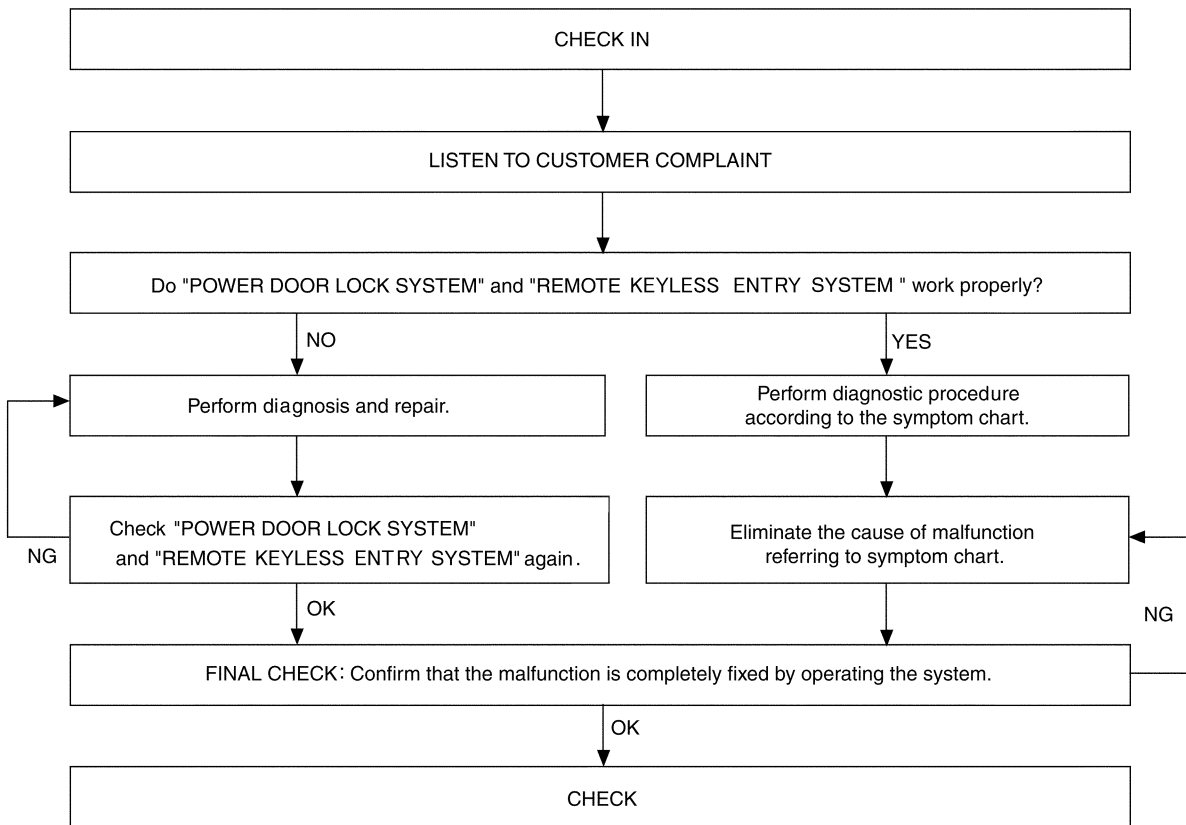 CHECK IN
LISTEN TO CUSTOMER COMPLAINT
Do "POWER DOOR LOCK SYSTEM" and "REMOTE KEYLESS ENTRY SYSTEM " work properly?
NO
YES
Perform diagnosis and repair.
Perform diagnostic procedure
according to the symptom chart.
Check "POWER DOOR LOCK SYSTEM"
and "REMOTE KEYLESS ENTRY SYSTEM" again.
NG
Eliminate the cause of malfunction
referring to symptom chart.
OK
NG
FINAL CHECK: Confirm that the malfunction is completely fixed by operating the system.
OK
CHECK